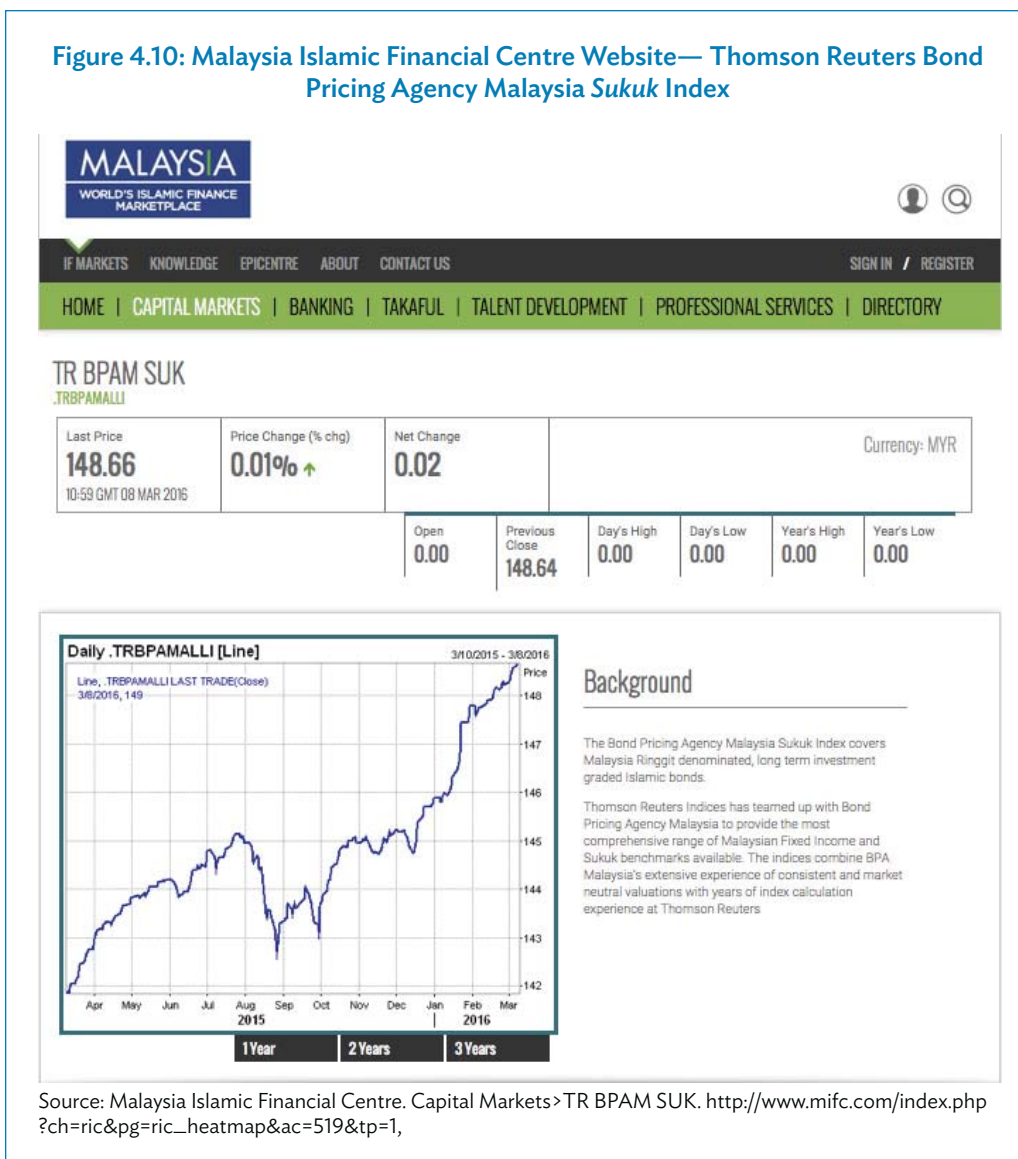 Figure 4.10: Malaysia Islamic Financial Centre Website— Thomson Reuters Bond
Pricing Agency Malaysia Sukuk Index
MALAYSIA
WORLD'S ISLAMIC FINANCE
MARKETPLACE
IF MARKETS KNOWLEDGE EPICENTRE ABOUT CONTACT US SIGN IN / REGISTER
HOME | CAPITAL MARKETS | BANKING | TAKAFUL | TALENT DEVELOPMENT | PROFESSIONAL SERVICES | DIRECTORY
TR BPAM SUK
.TRBPAMALLI
Last Price
148.66
10:59 GMT 08 MAR 2016
Price Change (% chg)
0.01%
Net Change
0.02
Currency: MYR
Open
0.00
Previous
Close
148.64
Day's High
0.00
Day's Low
0.00
Year's High
0.00
Year's Low
0.00
Daily .TRBPAMALLI [Line]
3/10/2015 - 3/8/2016
Line, .TRBPAMALLI LAST TRADE(Close)
3/8/2016, 149
Price
148
147
146
145
144
143
142
Apr May Jun Jul Aug Sep Oct Nov Dec Jan Feb Mar
2015 | 2016
1 Year 2 Years 3 Years
Background
The Bond Pricing Agency Malaysia Sukuk Index covers
Malaysia Ringgit denominated, long term investment
graded Islamic bonds.
Thomson Reuters Indices has teamed up with Bond
Pricing Agency Malaysia to provide the most
comprehensive range of Malaysian Fixed Income and
Sukuk benchmarks available. The indices combine BPA
Malaysia's extensive experience of consistent and market
neutral valuations with years of index calculation
experience at Thomson Reuters
Source: Malaysia Islamic Financial Centre. Capital Markets>TR BPAM SUK. http://www.mifc.com/index.php
?ch=ric&pg=ric_heatmap&ac=519&tp=1,